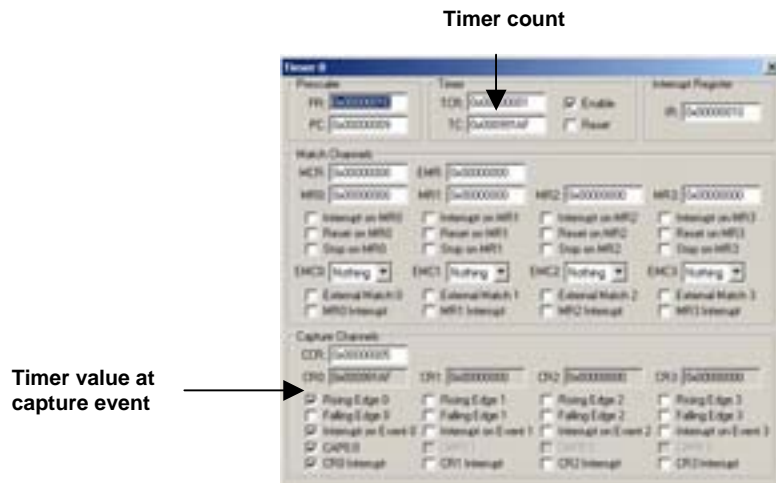 Timer count
Timer 0
Prescaler
Timer
Interrupt Register
PR: 0x00000010
TCR: 0x00000001
Enable
IR: 0x00000010
PC: 0x00000009
TC:
Reset
Match Channels
MCR: 0x00000000
EMR: 0x00000000
MR0: 0x00000000
MR1: 0x00000000
MR2: 0x00000000
MR3: 0x00000000
Interrupt on MR0
Interrupt on MR1
Interrupt on MR2
Interrupt on MR3
Reset on MR0
Reset on MR1
Reset on MR2
Reset on MR3
Stop on MR0
Stop on MR1
Stop on MR2
Stop on MR3
EMC0 Nothing
EMC1 Nothing
EMC2 Nothing
EMC3 Nothing
External Match 0
External Match 1
External Match 2
External Match 3
MR0 Interrupt
MR1 Interrupt
MR2 Interrupt
MR3 Interrupt
Capture Channels
CCR: 0x00000005
Timer value at
capture event
CR0:
CR1: 0x00000000
CR2: 0x00000000
CR3: 0x00000000
Rising Edge 0
Rising Edge 1
Rising Edge 2
Rising Edge 3
Falling Edge 0
Falling Edge 1
Falling Edge 2
Falling Edge 3
Interrupt on Event 0
Interrupt on Event 1
Interrupt on Event 2
Interrupt on Event 3
CAP0.0
CR0 Interrupt
CR1 Interrupt
CR2 Interrupt
CR3 Interrupt